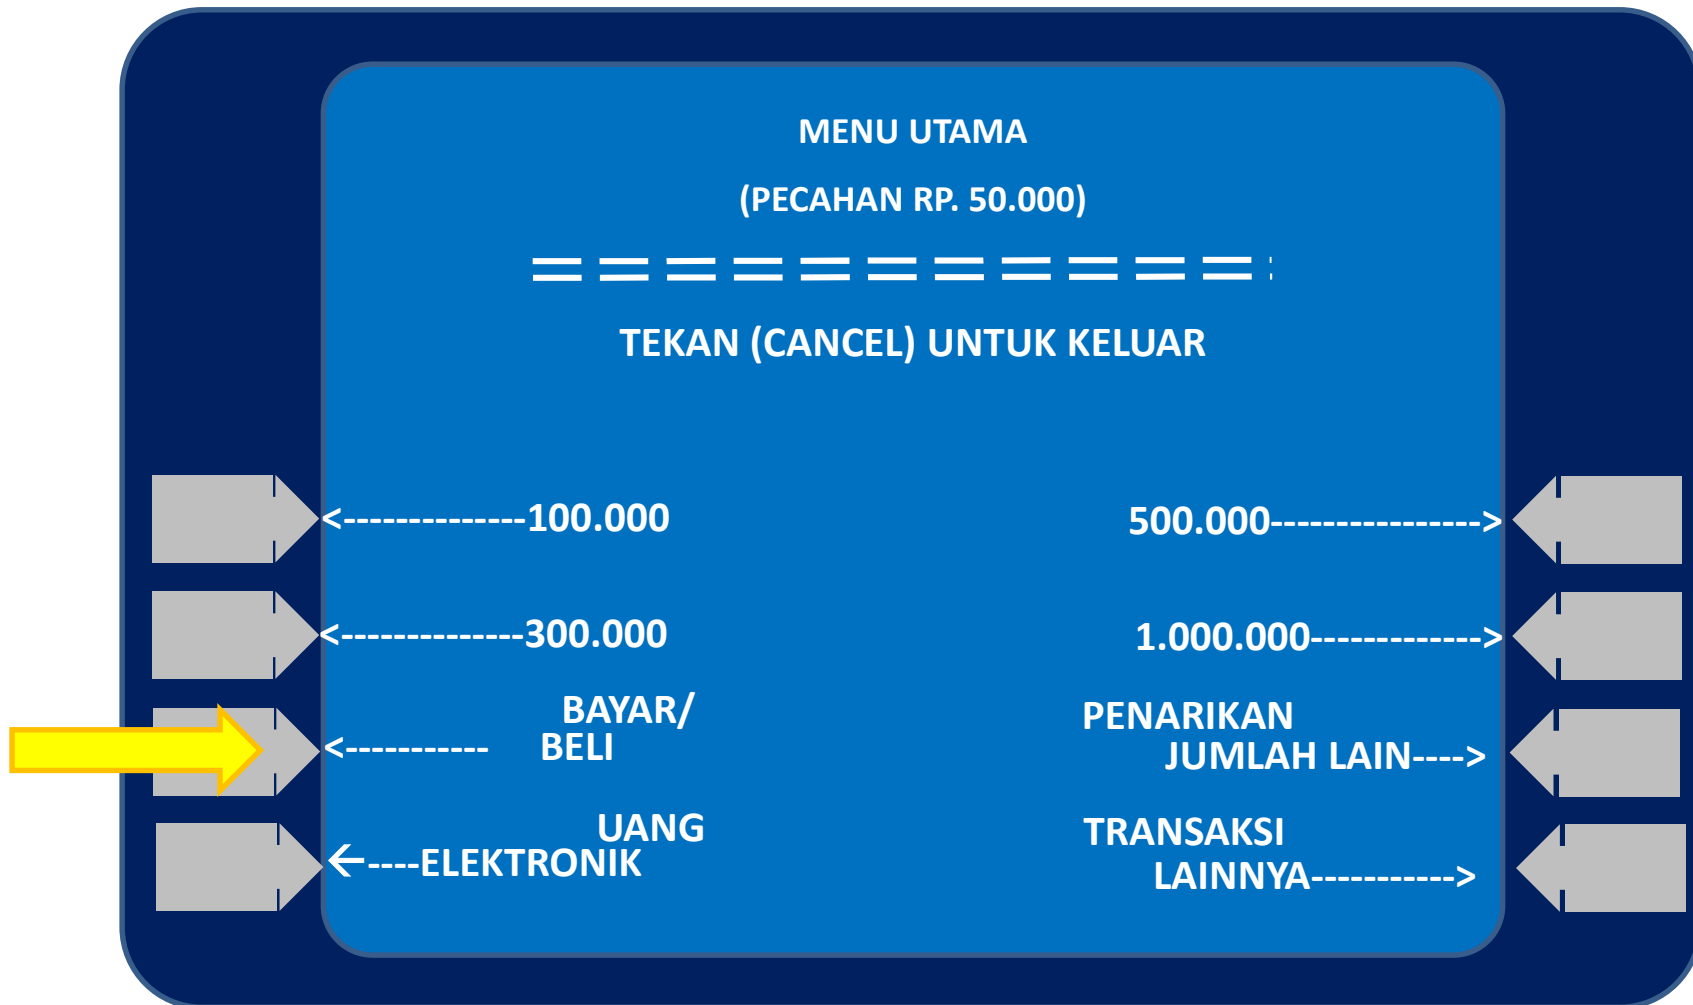 MENU UTAMA
(PECAHAN RP. 50.000)
====================
TEKAN (CANCEL) UNTUK KELUAR
<--------------100.000
500.000---------------->
<--------------300.000
1.000.000------------->
BAYAR/
<----------- BELI
PENARIKAN
JUMLAH LAIN---->
UANG
←----ELEKTRONIK
TRANSAKSI
LAINNYA----------->